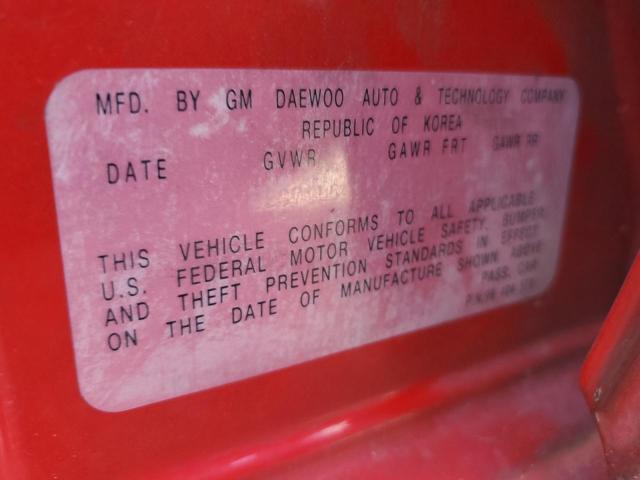 MFD. BY GM DAEWOO AUTO & TECHNOLOGY COMPANY
REPUBLIC OF KOREA
DATE GVWR GAWR FRT GAWR RR
THIS VEHICLE CONFORMS TO ALL APPLICABLE
U.S. FEDERAL MOTOR VEHICLE SAFETY, BUMPER,
AND THEFT PREVENTION STANDARDS IN EFFECT
ON THE DATE OF MANUFACTURE SHOWN ABOVE.
PASS. CAR